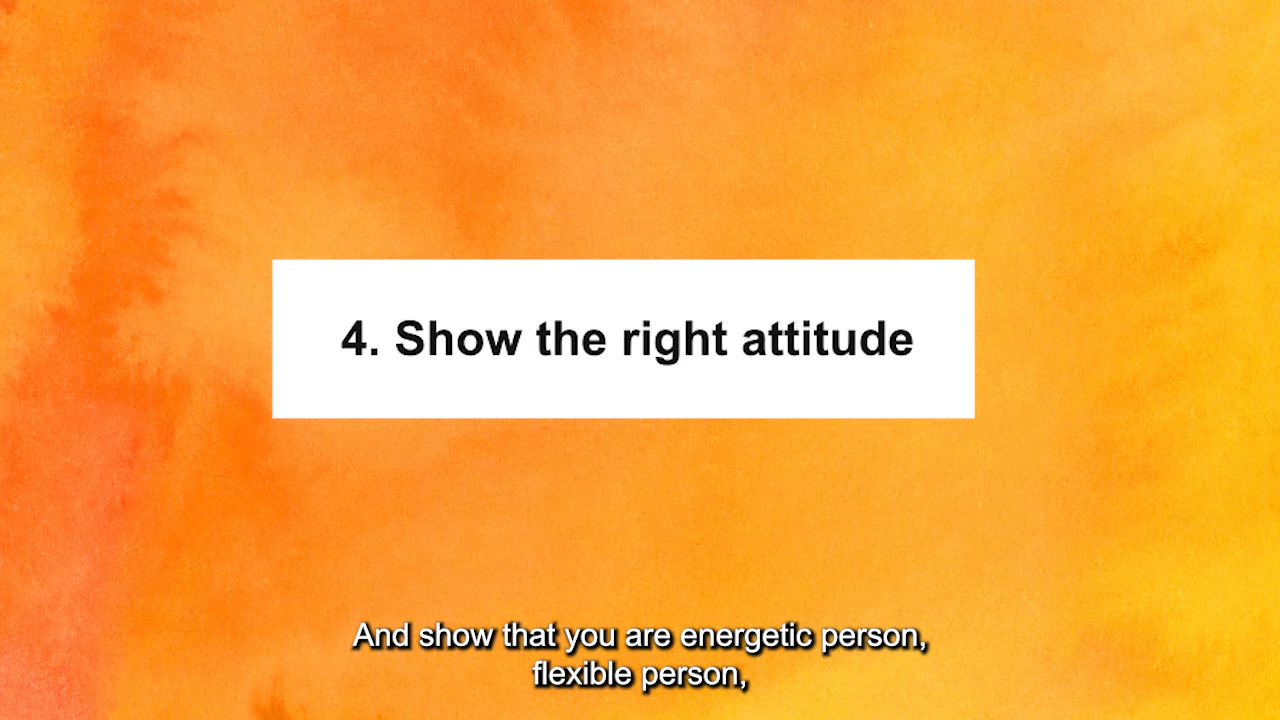 4. Show the right attitude
And show that you are energetic person,
flexible person,